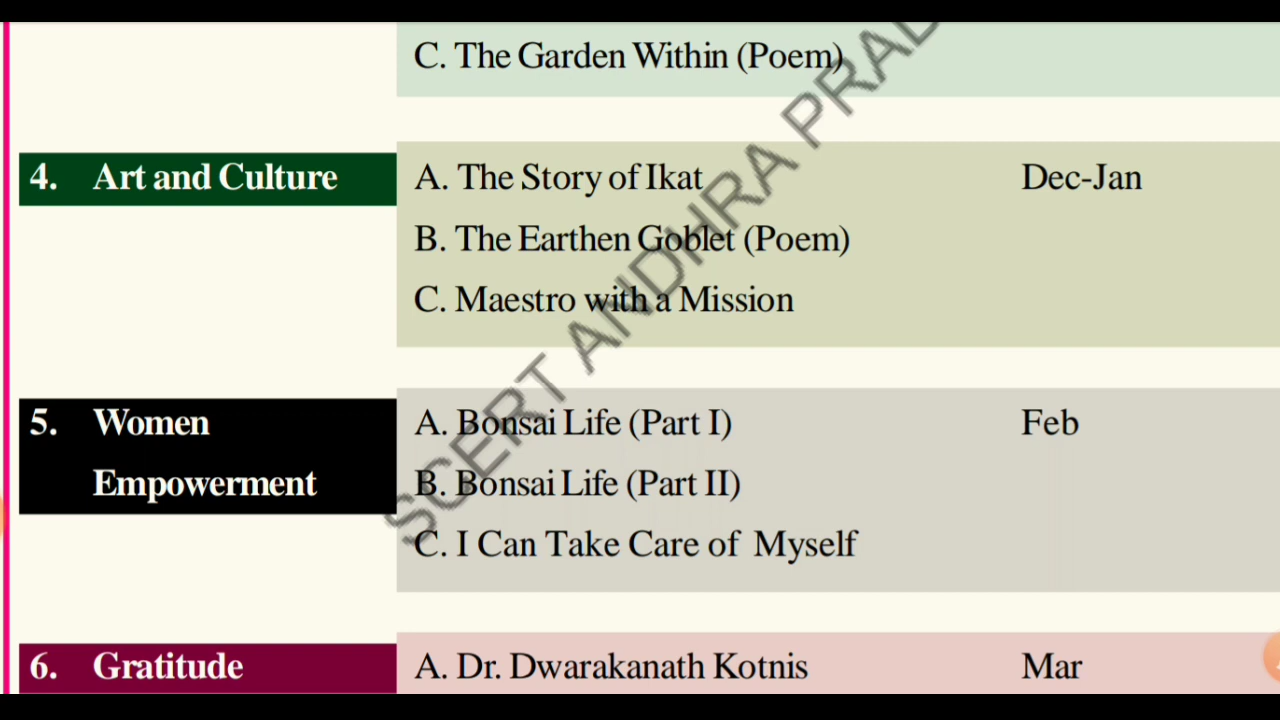 C. The Garden Within (Poem)
4. Art and Culture A. The Story of Ikat Dec-Jan
B. The Earthen Goblet (Poem)
C. Maestro with a Mission
5. Women A. Bonsai Life (Part I) Feb
Empowerment B. Bonsai Life (Part II)
C. I Can Take Care of Myself
6. Gratitude A. Dr. Dwarakanath Kotnis Mar
SCERT ANDHRA